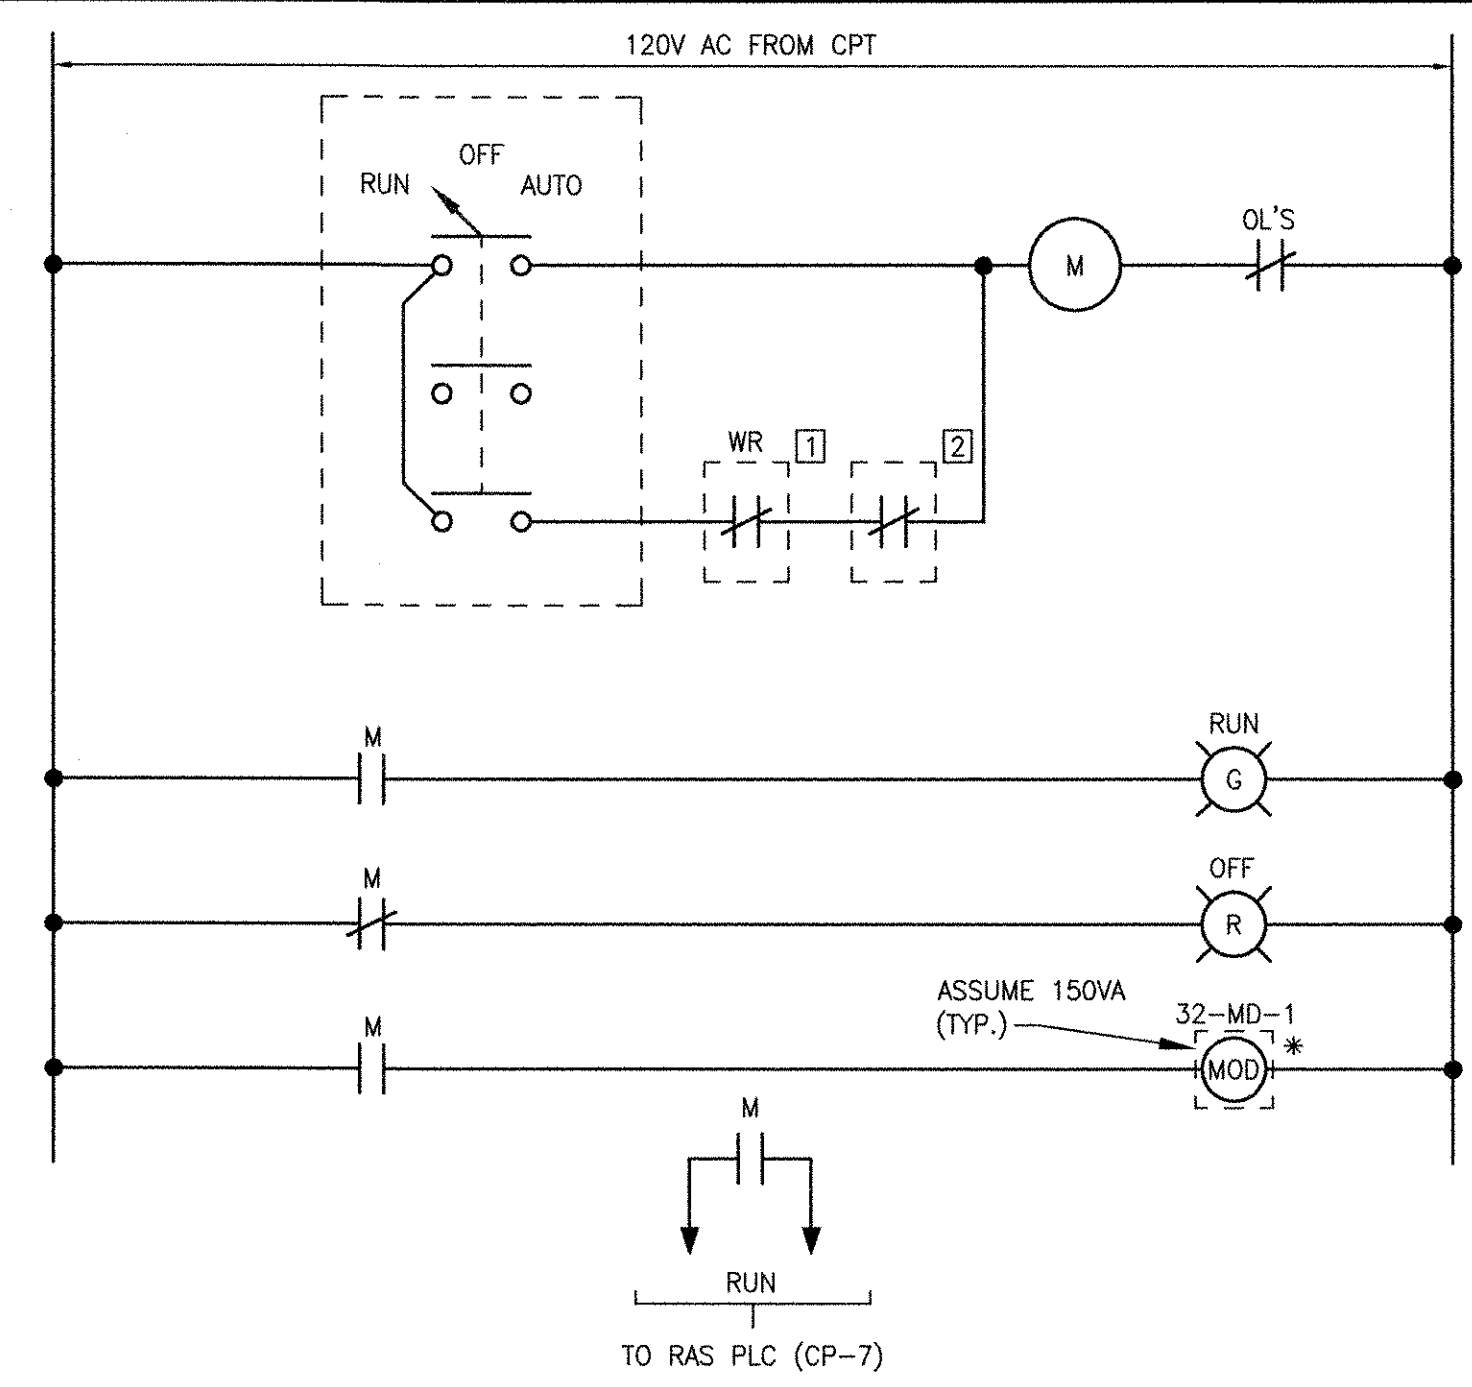 120V AC FROM CPT
OFF
RUN
AUTO
OL'S
M
WR
1
2
M
RUN
G
M
OFF
R
ASSUME 150VA
(TYP.)
32-MD-1
*
M
MOD
M
RUN
TO RAS PLC (CP-7)